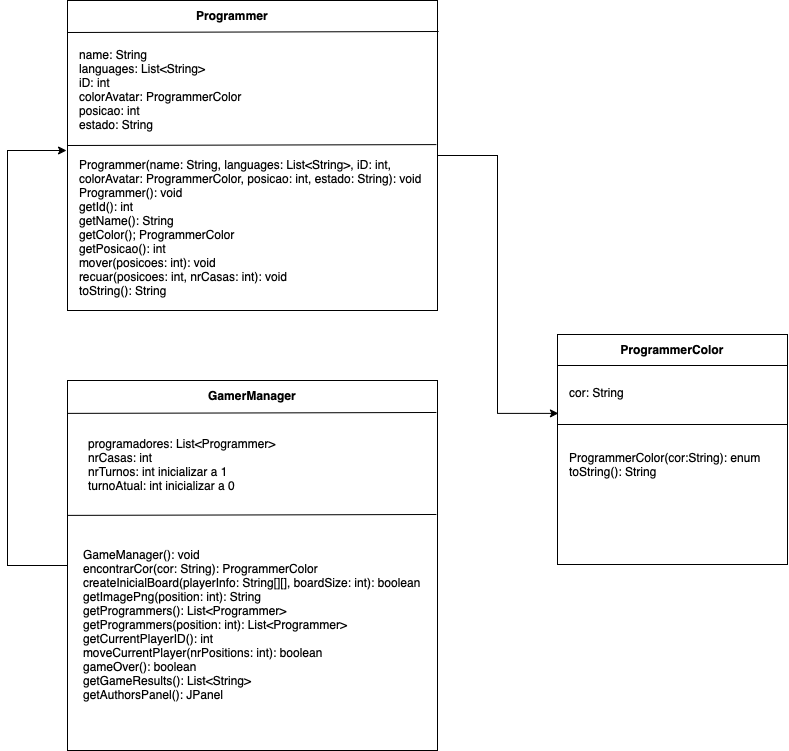 Programmer
name: String
languages: List<String>
iD: int
colorAvatar: ProgrammerColor
posicao: int
estado: String
Programmer(name: String, languages: List<String>, iD: int,
colorAvatar: ProgrammerColor, posicao: int, estado: String): void
Programmer(): void
getId(): int
getName(): String
getColor(); ProgrammerColor
getPosicao(): int
mover(posicoes: int): void
recuar(posicoes: int, nrCasas: int): void
toString(): String
ProgrammerColor
cor: String
ProgrammerColor(cor:String): enum
toString(): String
GamerManager
programadores: List<Programmer>
nrCasas: int
nrTurnos: int inicializar a 1
turnoAtual: int inicializar a 0
GameManager(): void
encontrarCor(cor: String): ProgrammerColor
createInicialBoard(playerInfo: String[][], boardSize: int): boolean
getImagePng(position: int): String
getProgrammers(): List<Programmer>
getProgrammers(position: int): List<Programmer>
getCurrentPlayerID(): int
moveCurrentPlayer(nrPositions: int): boolean
gameOver(): boolean
getGameResults(): List<String>
getAuthorsPanel(): JPanel